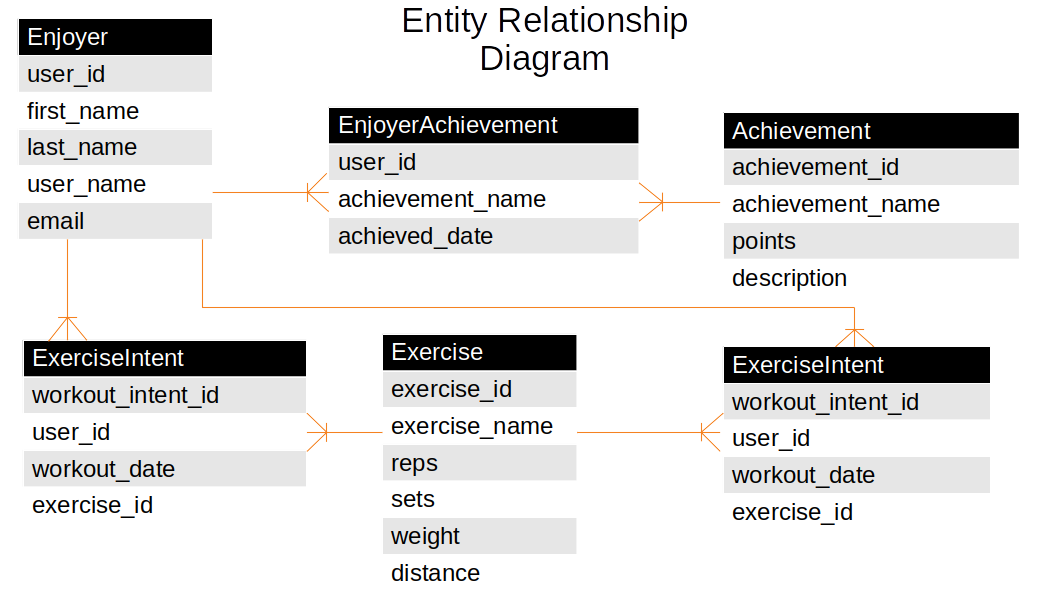 Entity Relationship
Diagram
Enjoyer
user_id
first_name
last_name
user_name
email
EnjoyerAchievement
user_id
achievement_name
achieved_date
Achievement
achievement_id
achievement_name
points
description
ExerciseIntent
workout_intent_id
user_id
workout_date
exercise_id
Exercise
exercise_id
exercise_name
reps
sets
weight
distance
ExerciseIntent
workout_intent_id
user_id
workout_date
exercise_id